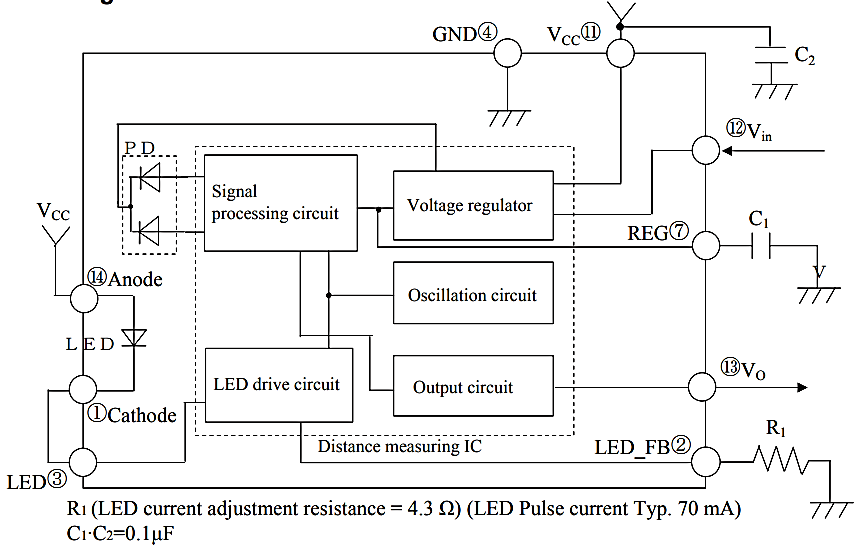 GND④
Vcc⑪
C₂
⑫Vin
PD
Signal
processing circuit
Voltage regulator
Vcc
REG⑦
C₁
V
⑭Anode
Oscillation circuit
LED
⑬Vo
LED drive circuit
Output circuit
①Cathode
R₁
Distance measuring IC
LED_FB②
LED③
R₁ (LED current adjustment resistance = 4.3 Ω) (LED Pulse current Typ. 70 mA)
C₁·C₂=0.1μF